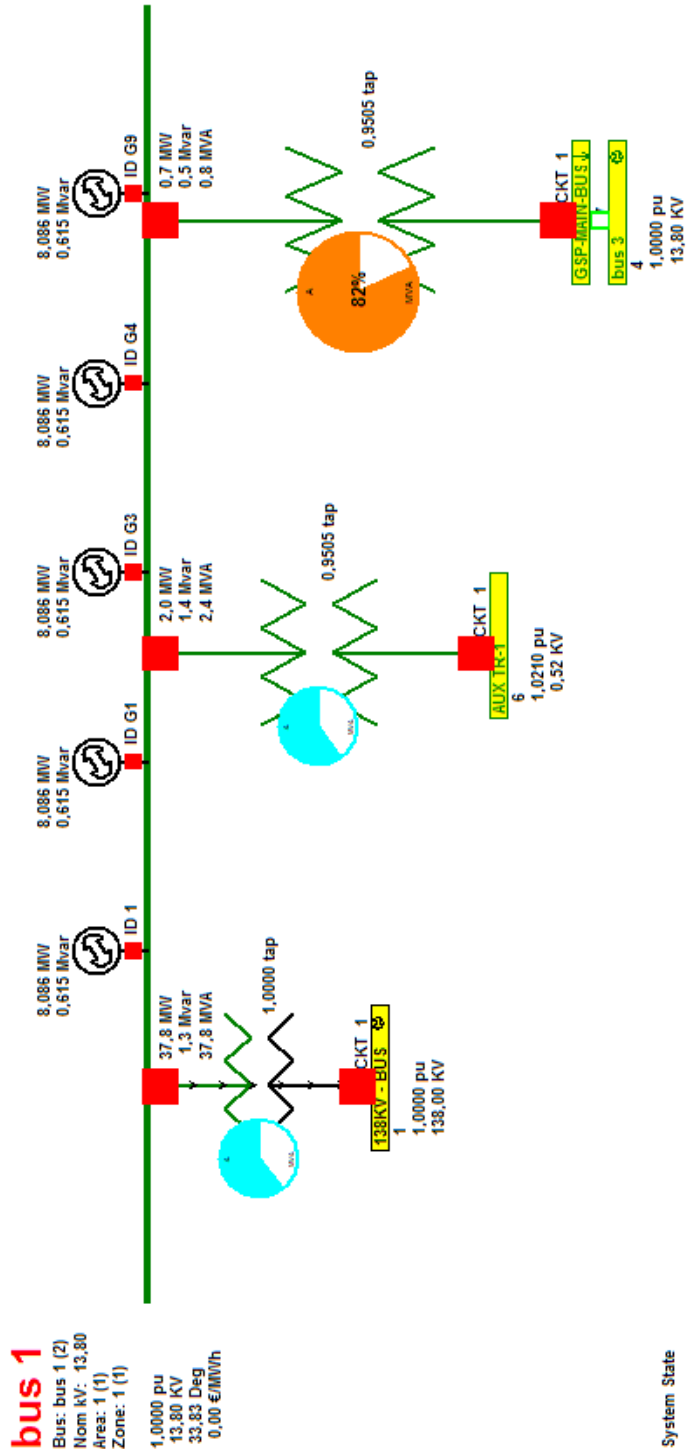 bus 1
Bus: bus 1 (2)
Nom kV: 13,80
Area: 1 (1)
Zone: 1 (1)
1,0000 pu
13,80 KV
33,83 Deg
0,00 €/MWh
System State
8,086 MW
0,615 Mvar
ID 1
8,086 MW
0,615 Mvar
ID G1
8,086 MW
0,615 Mvar
ID G3
8,086 MW
0,615 Mvar
ID G4
8,086 MW
0,615 Mvar
ID G9
37,8 MW
1,3 Mvar
37,8 MVA
1,0000 tap
A
MVA
CKT 1
138KV - BUS
1
1,0000 pu
138,00 KV
2,0 MW
1,4 Mvar
2,4 MVA
0,9505 tap
A
MVA
CKT 1
AUX TR-1
6
1,0210 pu
0,52 KV
0,7 MW
0,5 Mvar
0,8 MVA
0,9505 tap
A
82%
MVA
CKT 1
GSP-MAIN-BUS
bus 3
4
1,0000 pu
13,80 KV